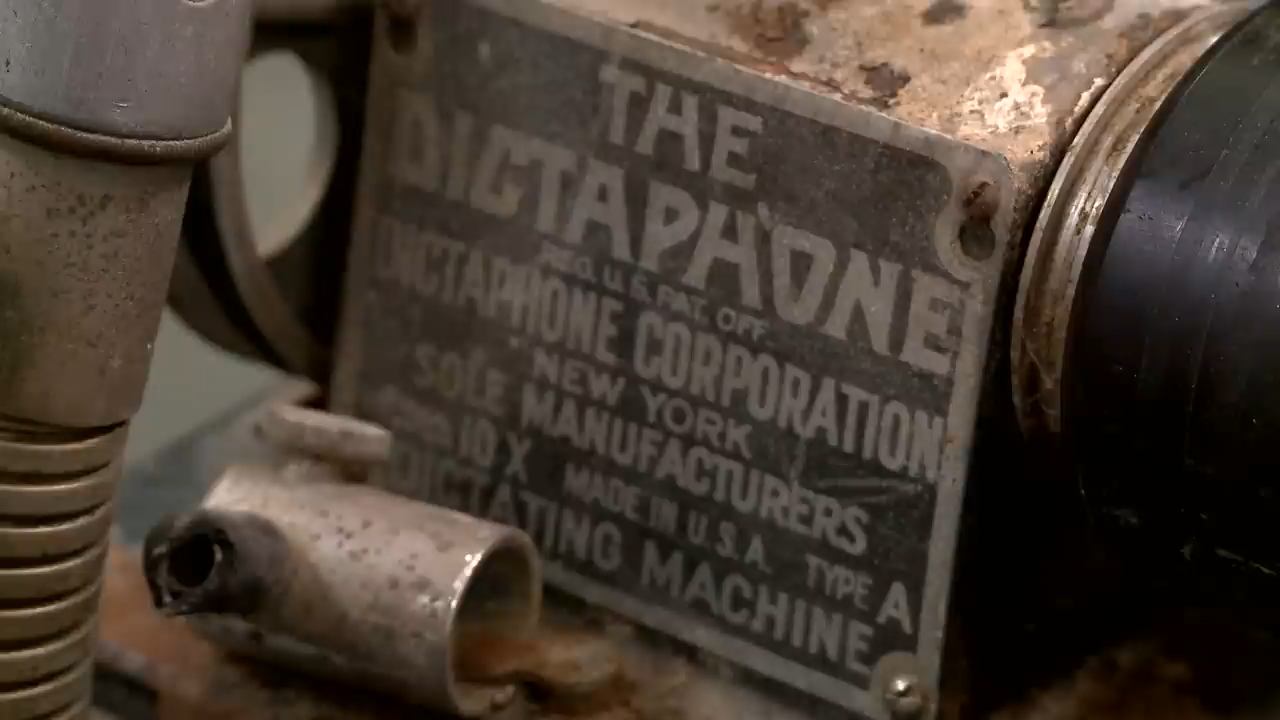 THE
DICTAPHONE
REG. U.S. PAT. OFF.
DICTAPHONE CORPORATION
NEW YORK
SOLE MANUFACTURERS
10 X MADE IN U.S.A. TYPE A
DICTATING MACHINE